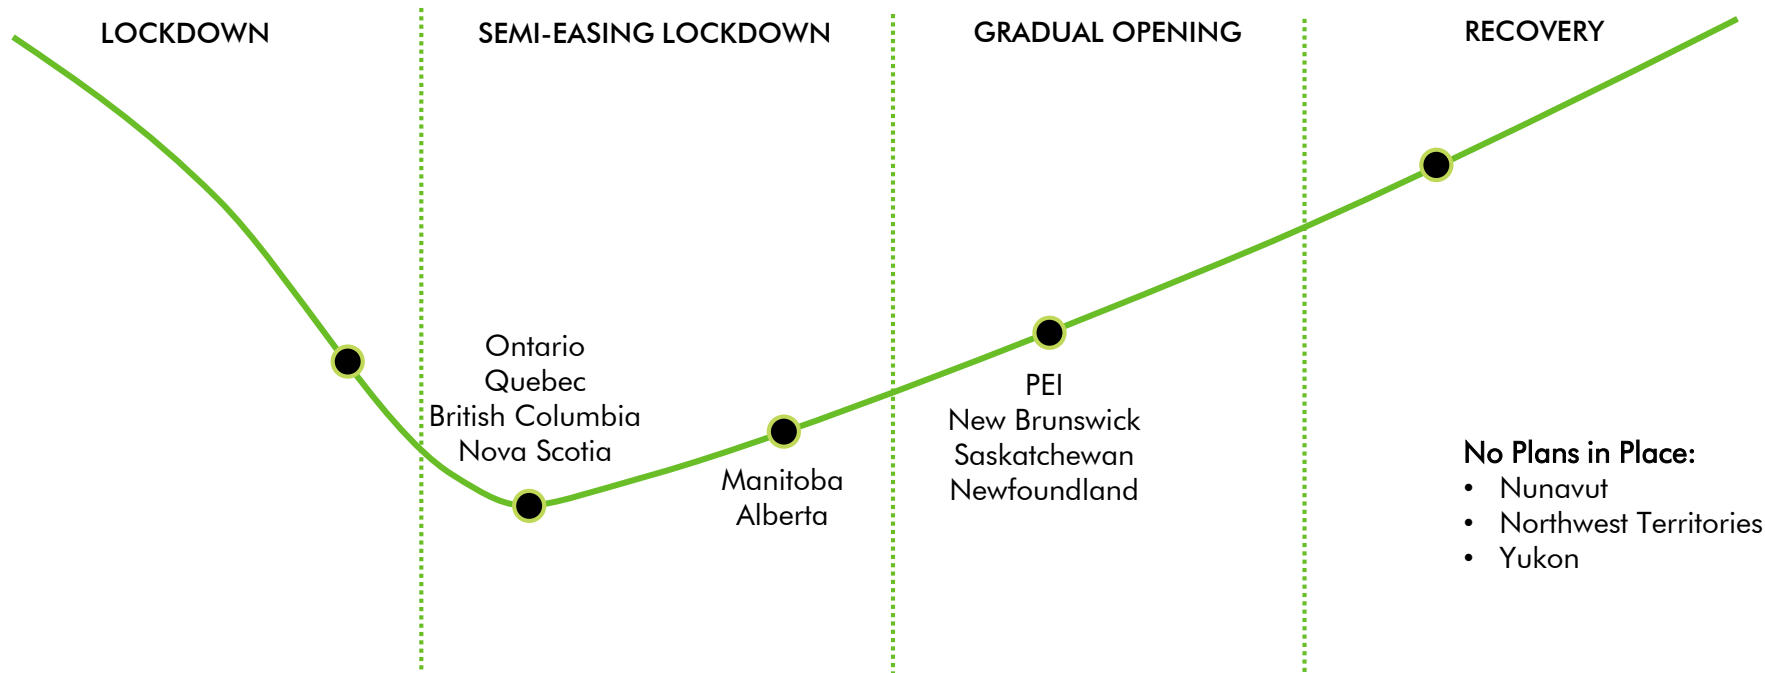 LOCKDOWN
SEMI-EASING LOCKDOWN
GRADUAL OPENING
RECOVERY
Ontario
Quebec
British Columbia
Nova Scotia
Manitoba
Alberta
PEI
New Brunswick
Saskatchewan
Newfoundland
No Plans in Place:
• Nunavut
• Northwest Territories
• Yukon